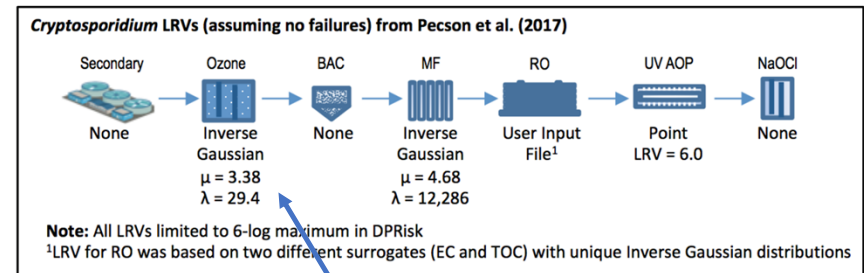 Cryptosporidium LRVs (assuming no failures) from Pecson et al. (2017)
Secondary Ozone BAC MF RO UV AOP NaOCl
None Inverse None Inverse User Input Point None
Gaussian Gaussian File¹ LRV = 6.0
μ = 3.38 μ = 4.68
λ = 29.4 λ = 12,286
Note: All LRVs limited to 6-log maximum in DPRisk
¹LRV for RO was based on two different surrogates (EC and TOC) with unique Inverse Gaussian distributions